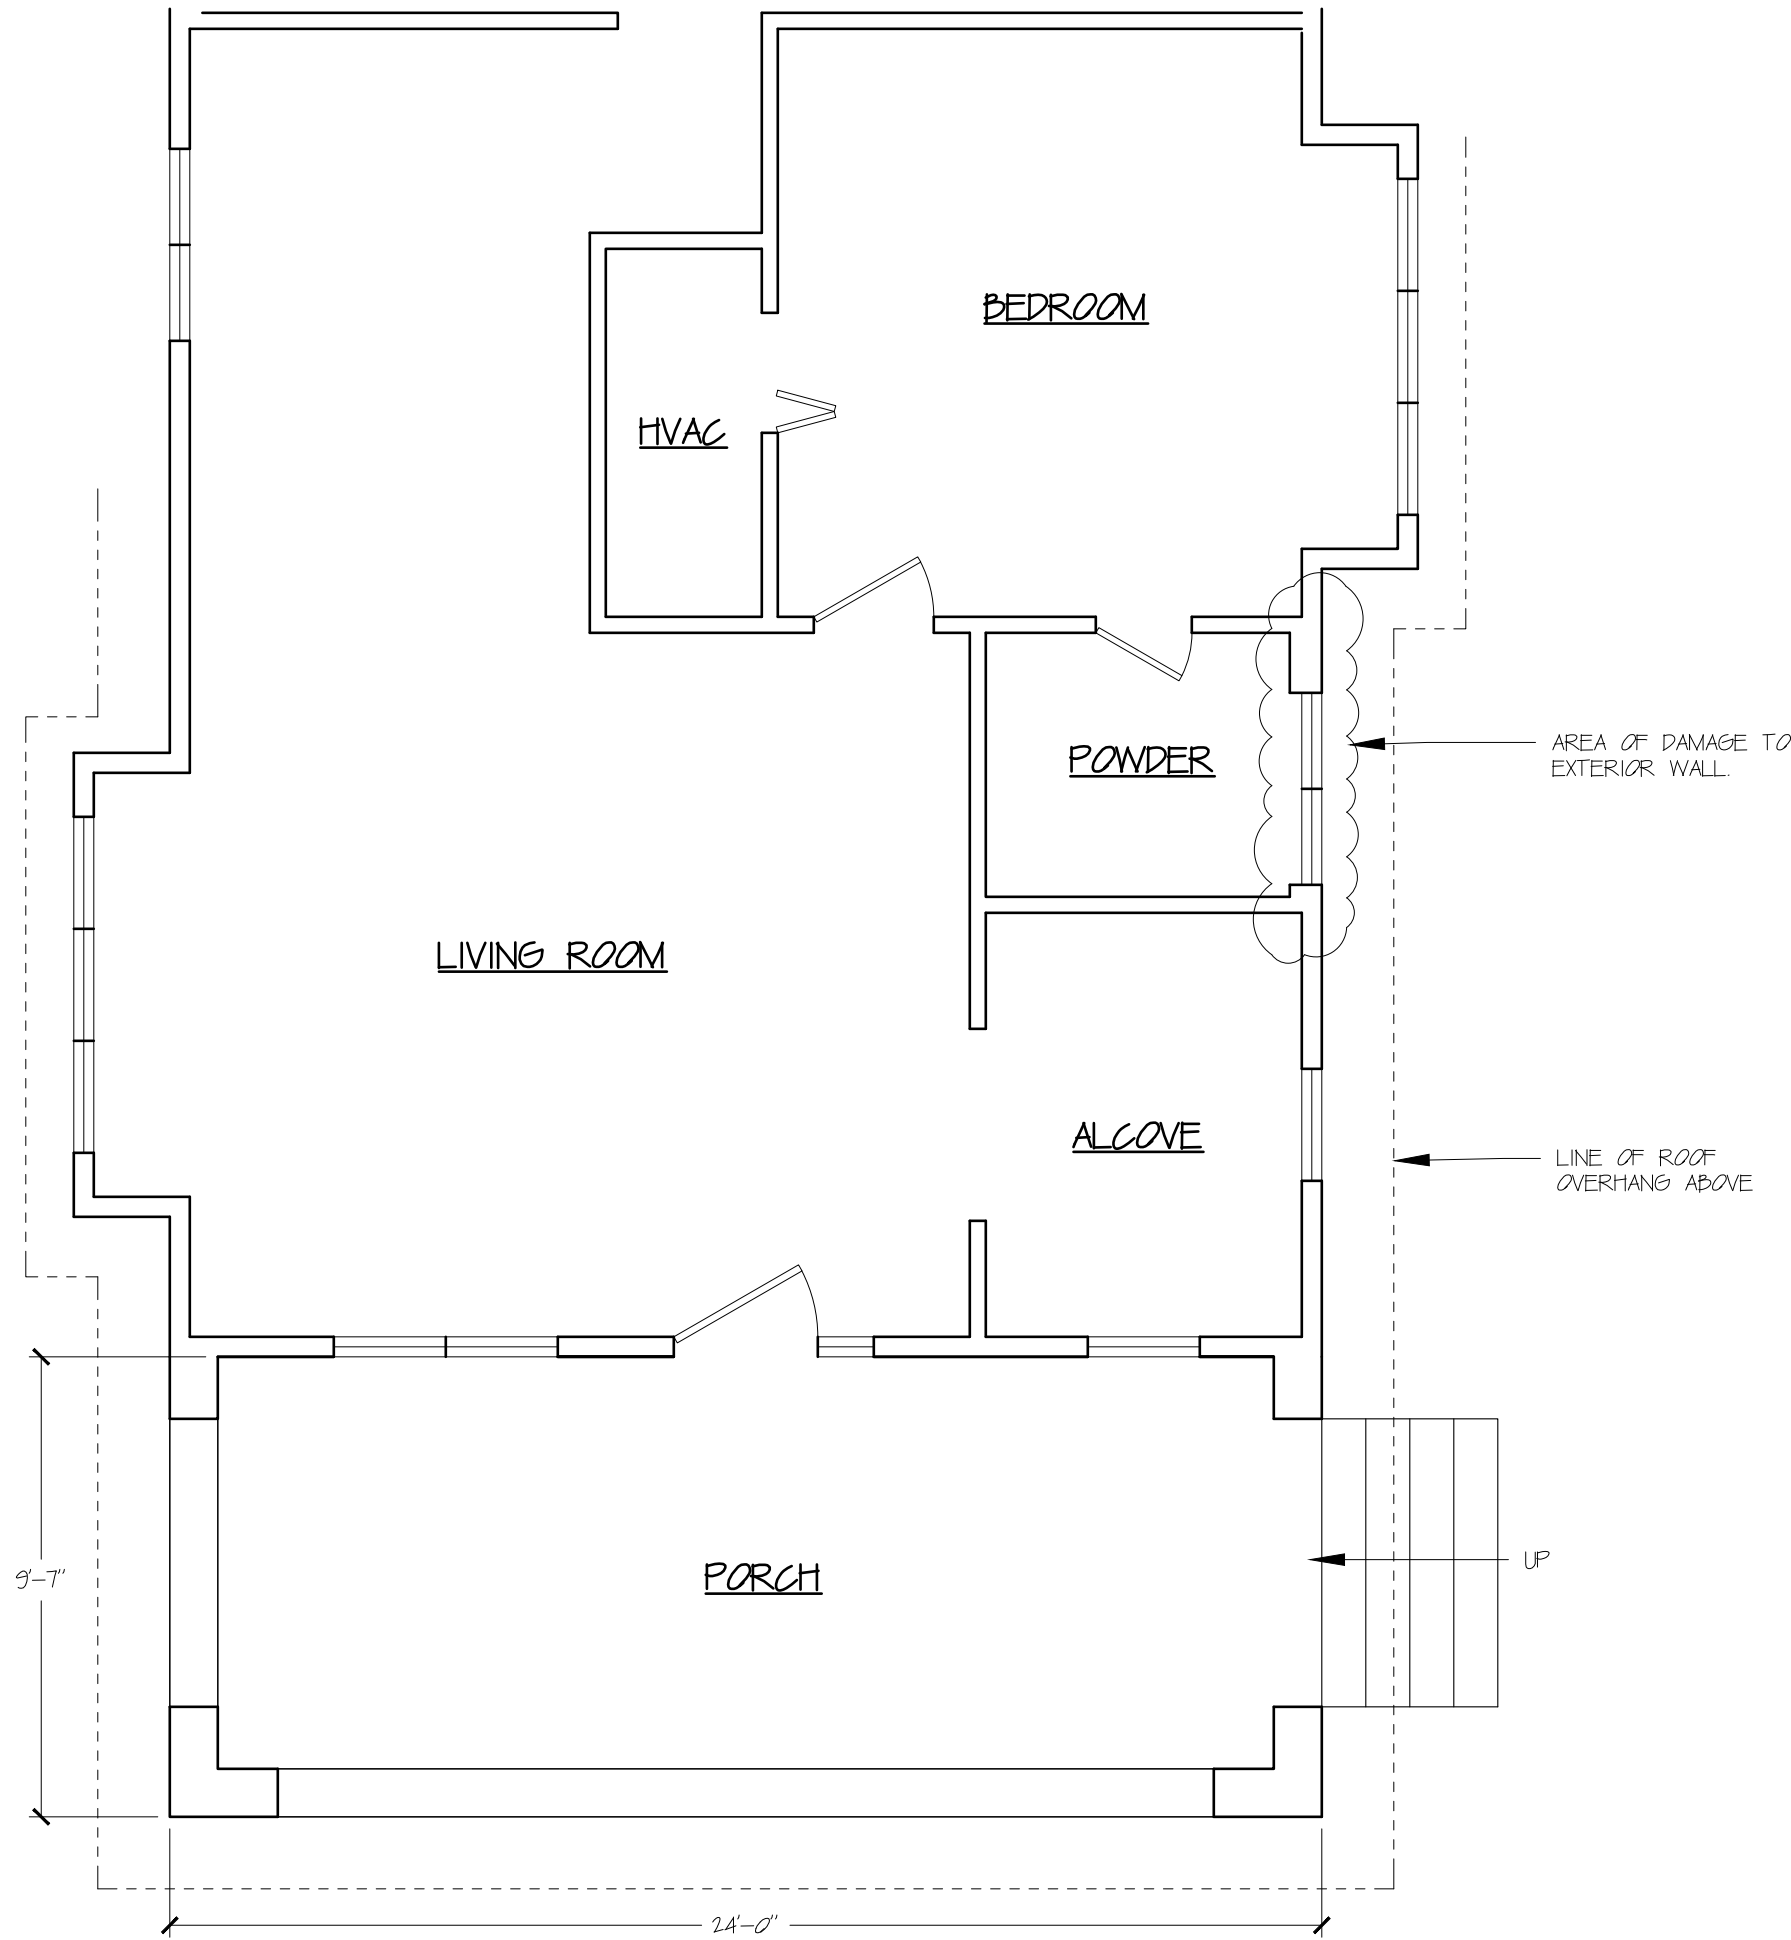 BEDROOM
HVAC
AREA OF DAMAGE TO
EXTERIOR WALL.
POWDER
LIVING ROOM
ALCOVE
LINE OF ROOF
OVERHANG ABOVE
UP
9'-7"
PORCH
24'-0"